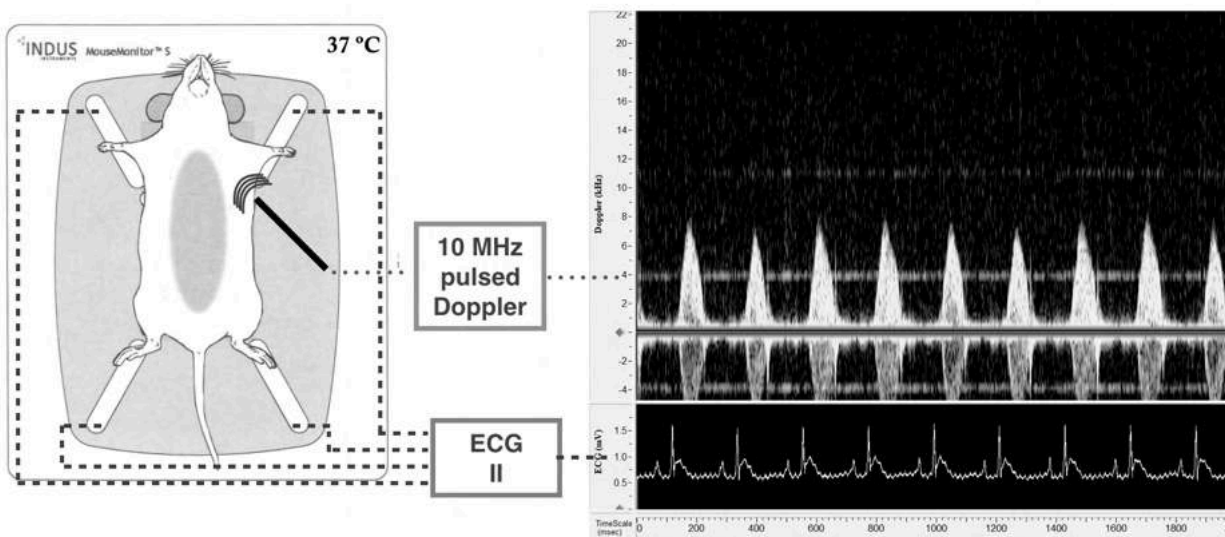 INDUS
INSTRUMENTS
MouseMonitor™ S
37 ºC
10 MHz
pulsed
Doppler
ECG
II
Doppler (kHz)
22
20
18
16
14
12
10
8
6
4
2
-2
-4
ECG (mV)
1.5
1.0
0.5
TimeScale
(msec)
0
200
400
600
800
1000
1200
1400
1600
1800